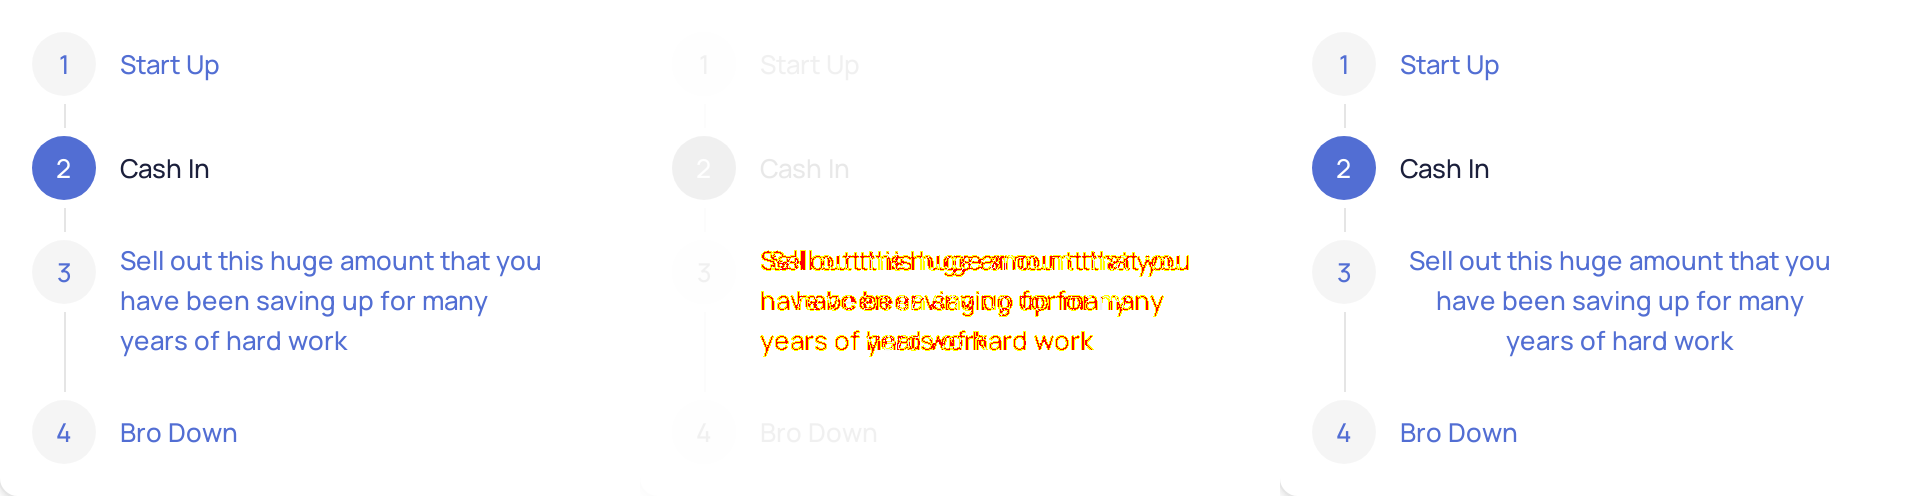 1 Start Up
2 Cash In
3 Sell out this huge amount that you
have been saving up for many
years of hard work
4 Bro Down
1 Start Up
2 Cash In
3
4 Bro Down
1 Start Up
2 Cash In
3 Sell out this huge amount that you
have been saving up for many
years of hard work
4 Bro Down